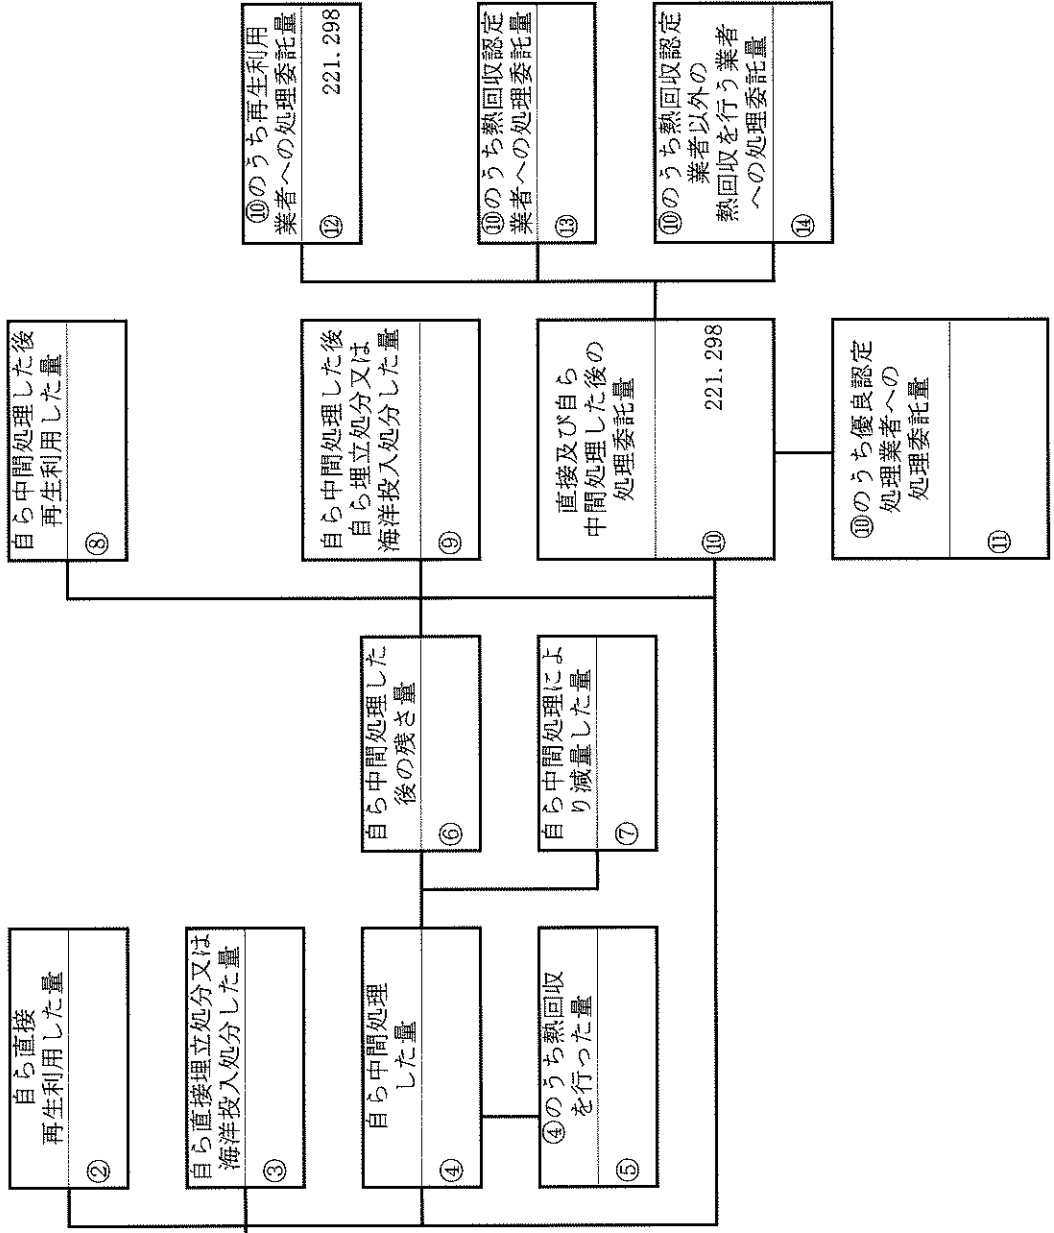 自ら直接
再生利用した量
②
自ら直接埋立処分又は
海洋投入処分した量
③
自ら中間処理
した量
④
④のうち熱回収
を行った量
⑤
自ら中間処理した
後の残さ量
⑥
自ら中間処理によ
り減量した量
⑦
自ら中間処理した後
再生利用した量
⑧
自ら中間処理した後
自ら埋立処分又は
海洋投入処分した量
⑨
直接及び自ら
中間処理した後の
処理委託量
⑩ 221.298
⑩のうち優良認定
処理業者への
処理委託量
⑪
⑩のうち再生利用
業者への処理委託量
⑫ 221.298
⑩のうち熱回収認定
業者への処理委託量
⑬
⑩のうち熱回収認定
業者以外の
熱回収を行う業者
への処理委託量
⑭